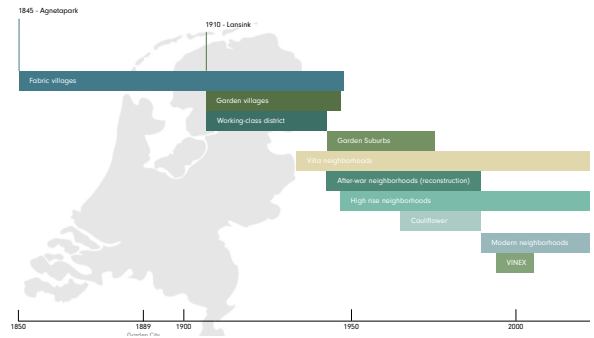 1845 - Agnetapark
1910 - Lansink
Fabric villages
Garden villages
Working-class district
Garden Suburbs
Villa neighborhoods
After-war neighborhoods (reconstruction)
High rise neighborhoods
Cauliflower
Modern neighborhoods
VINEX
1850 1889 1900 1950 2000
Garden City